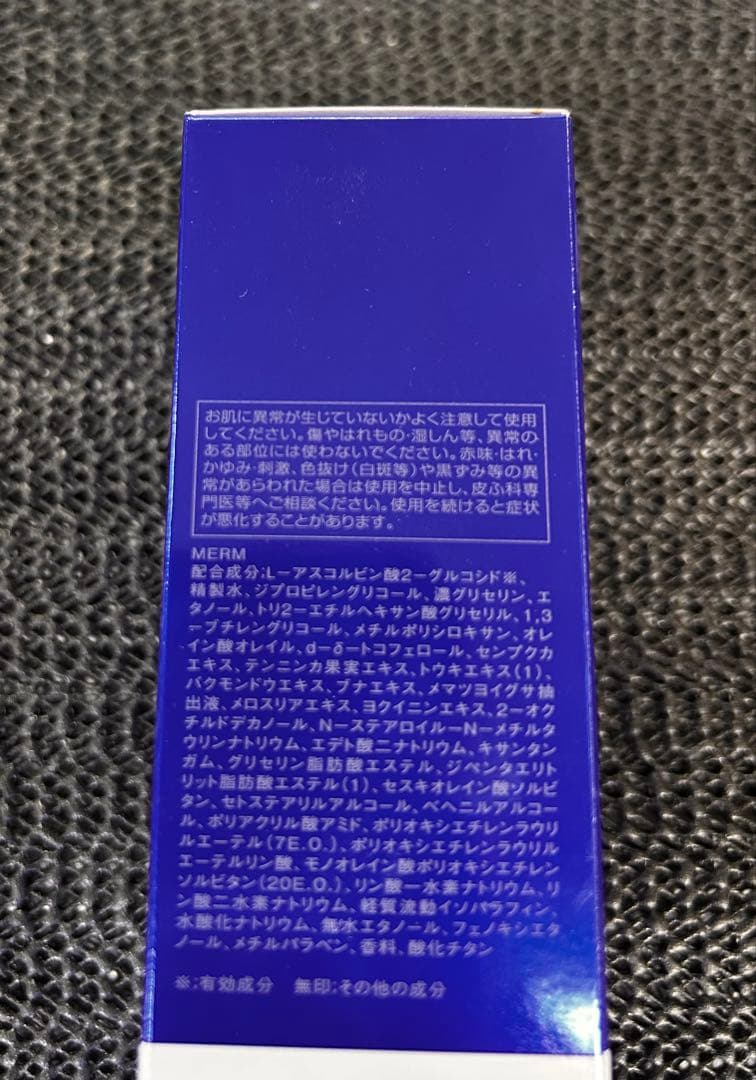 お肌に異常が生じていないかよく注意して使用
してください。傷やはれもの・湿しん等、異常の
ある部位には使わないでください。赤味・はれ・
かゆみ・刺激、色抜け(白斑等)や黒ずみ等の異
常があらわれた場合は使用を中止し、皮ふ科専
門医等へご相談ください。使用を続けると症状
が悪化することがあります。
MERM
配合成分;L-アスコルビン酸2-グルコシド※、
精製水、ジプロピレングリコール、濃グリセリン、エ
タノール、トリ2-エチルヘキサン酸グリセリル、1,3
-ブチレングリコール、メチルポリシロキサン、オレ
イン酸オレイル、d-δ-トコフェロール、センブクカ
エキス、テンニンカ果実エキス、トウキエキス(1)、
バクモンドウエキス、ブナエキス、メマツヨイグサ抽
出液、メロスリアエキス、ヨクイニンエキス、2-オク
チルドデカノール、N-ステアロイル-N-メチルタ
ウリンナトリウム、エデト酸二ナトリウム、キサンタン
ガム、グリセリン脂肪酸エステル、ジペンタエリト
リット脂肪酸エステル(1)、セスキオレイン酸ソルビ
タン、セトステアリルアルコール、ベヘニルアルコー
ル、ポリアクリル酸アミド、ポリオキシエチレンラウリ
ルエーテル(7E.O.)、ポリオキシエチレンラウリル
エーテルリン酸、モノオレイン酸ポリオキシエチレン
ソルビタン(20E.O.)、リン酸一水素ナトリウム、リ
ン酸二水素ナトリウム、軽質流動イソパラフィン、
水酸化ナトリウム、無水エタノール、フェノキシエタ
ノール、メチルパラベン、香料、酸化チタン
※;有効成分 無印;その他の成分